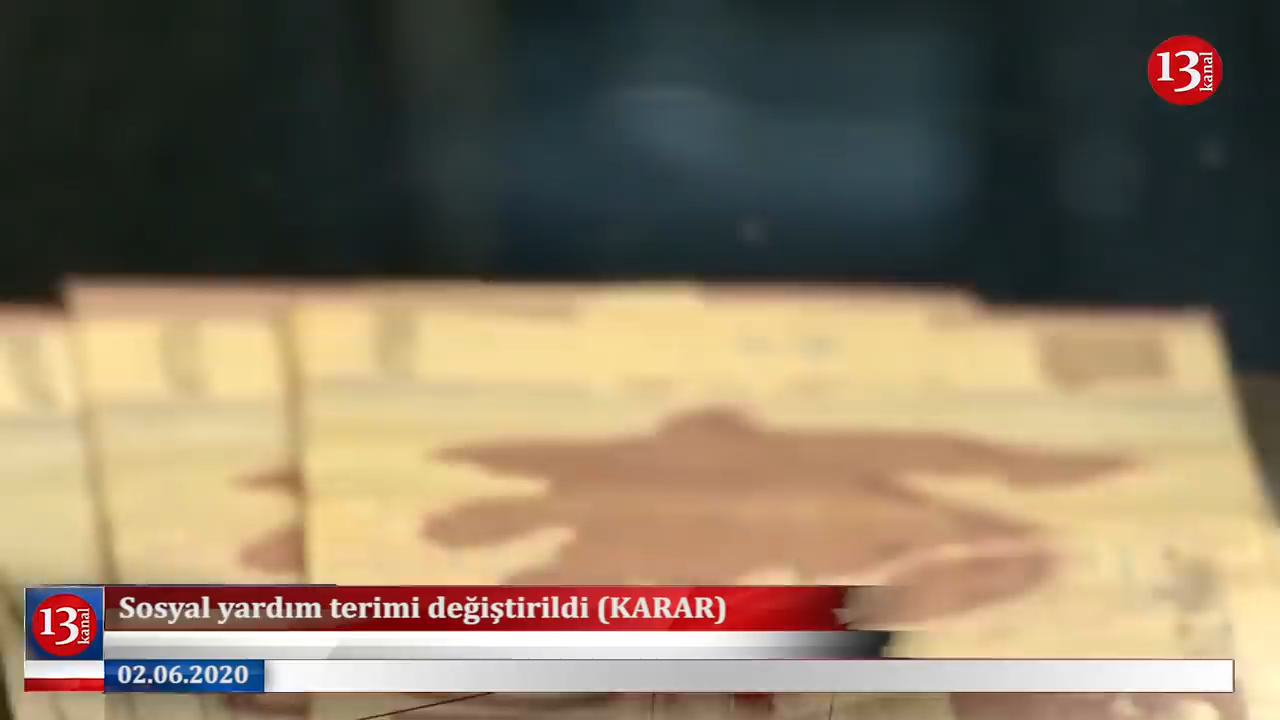 13 kanal
Sosyal yardım terimi değiştirildi (KARAR)
13 kanal
02.06.2020